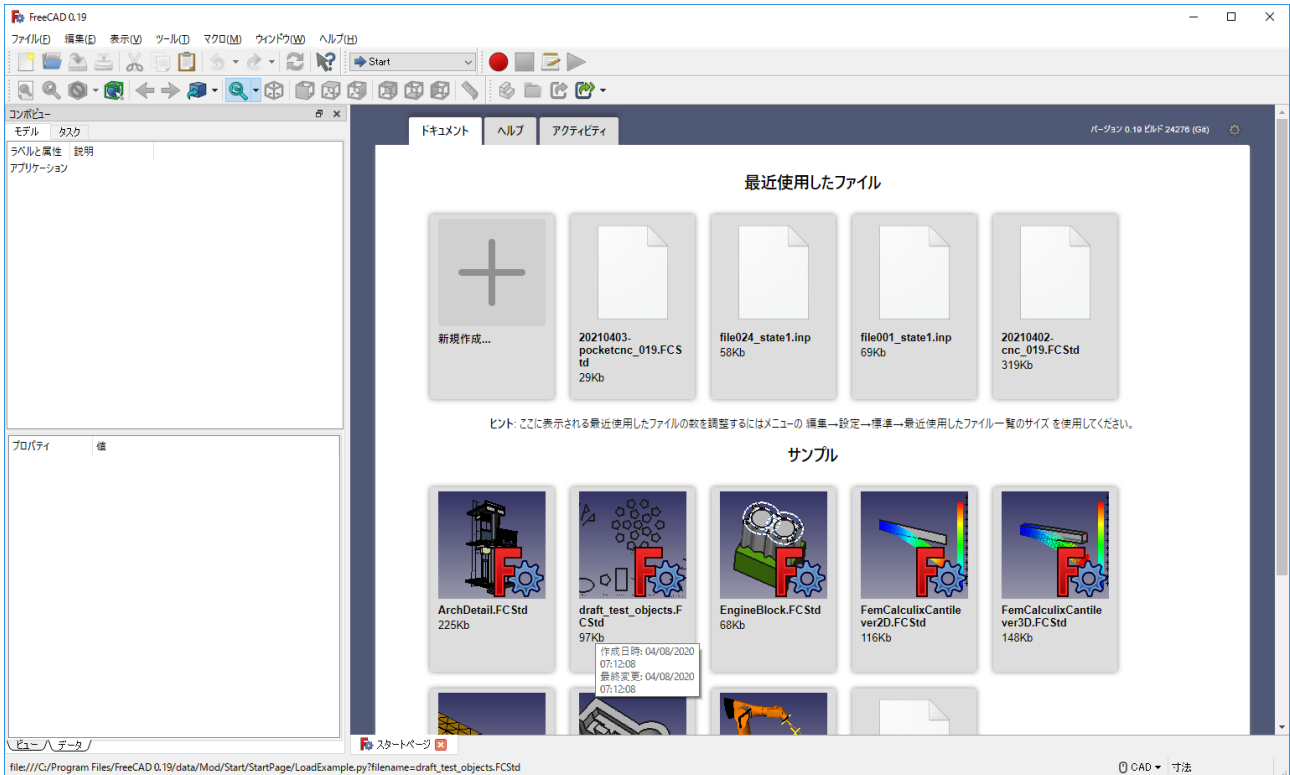 FreeCAD 0.19
ファイル(F) 編集(E) 表示(V) ツール(T) マクロ(M) ウィンドウ(W) ヘルプ(H)
Start
コンボビュー
モデル タスク
ラベルと属性 説明
アプリケーション
プロパティ 値
ビュー データ
ドキュメント ヘルプ アクティビティ
バージョン 0.19 ビルド 24276 (Git)
最近使用したファイル
新規作成...
20210403-
pocketcnc_019.FCS
td
29Kb
file024_state1.inp
58Kb
file001_state1.inp
69Kb
20210402-
cnc_019.FCStd
319Kb
ヒント: ここに表示される最近使用したファイルの数を調整するにはメニューの 編集→設定→標準→最近使用したファイル一覧のサイズ を使用してください。
サンプル
ArchDetail.FCStd
225Kb
draft_test_objects.F
CStd
97Kb
EngineBlock.FCStd
68Kb
FemCalculixCantile
ver2D.FCStd
116Kb
FemCalculixCantile
ver3D.FCStd
148Kb
作成日時: 04/08/2020
07:12:08
最終変更: 04/08/2020
07:12:08
スタートページ
file:///C:/Program Files/FreeCAD 0.19/data/Mod/Start/StartPage/LoadExample.py?filename=draft_test_objects.FCStd
CAD 寸法